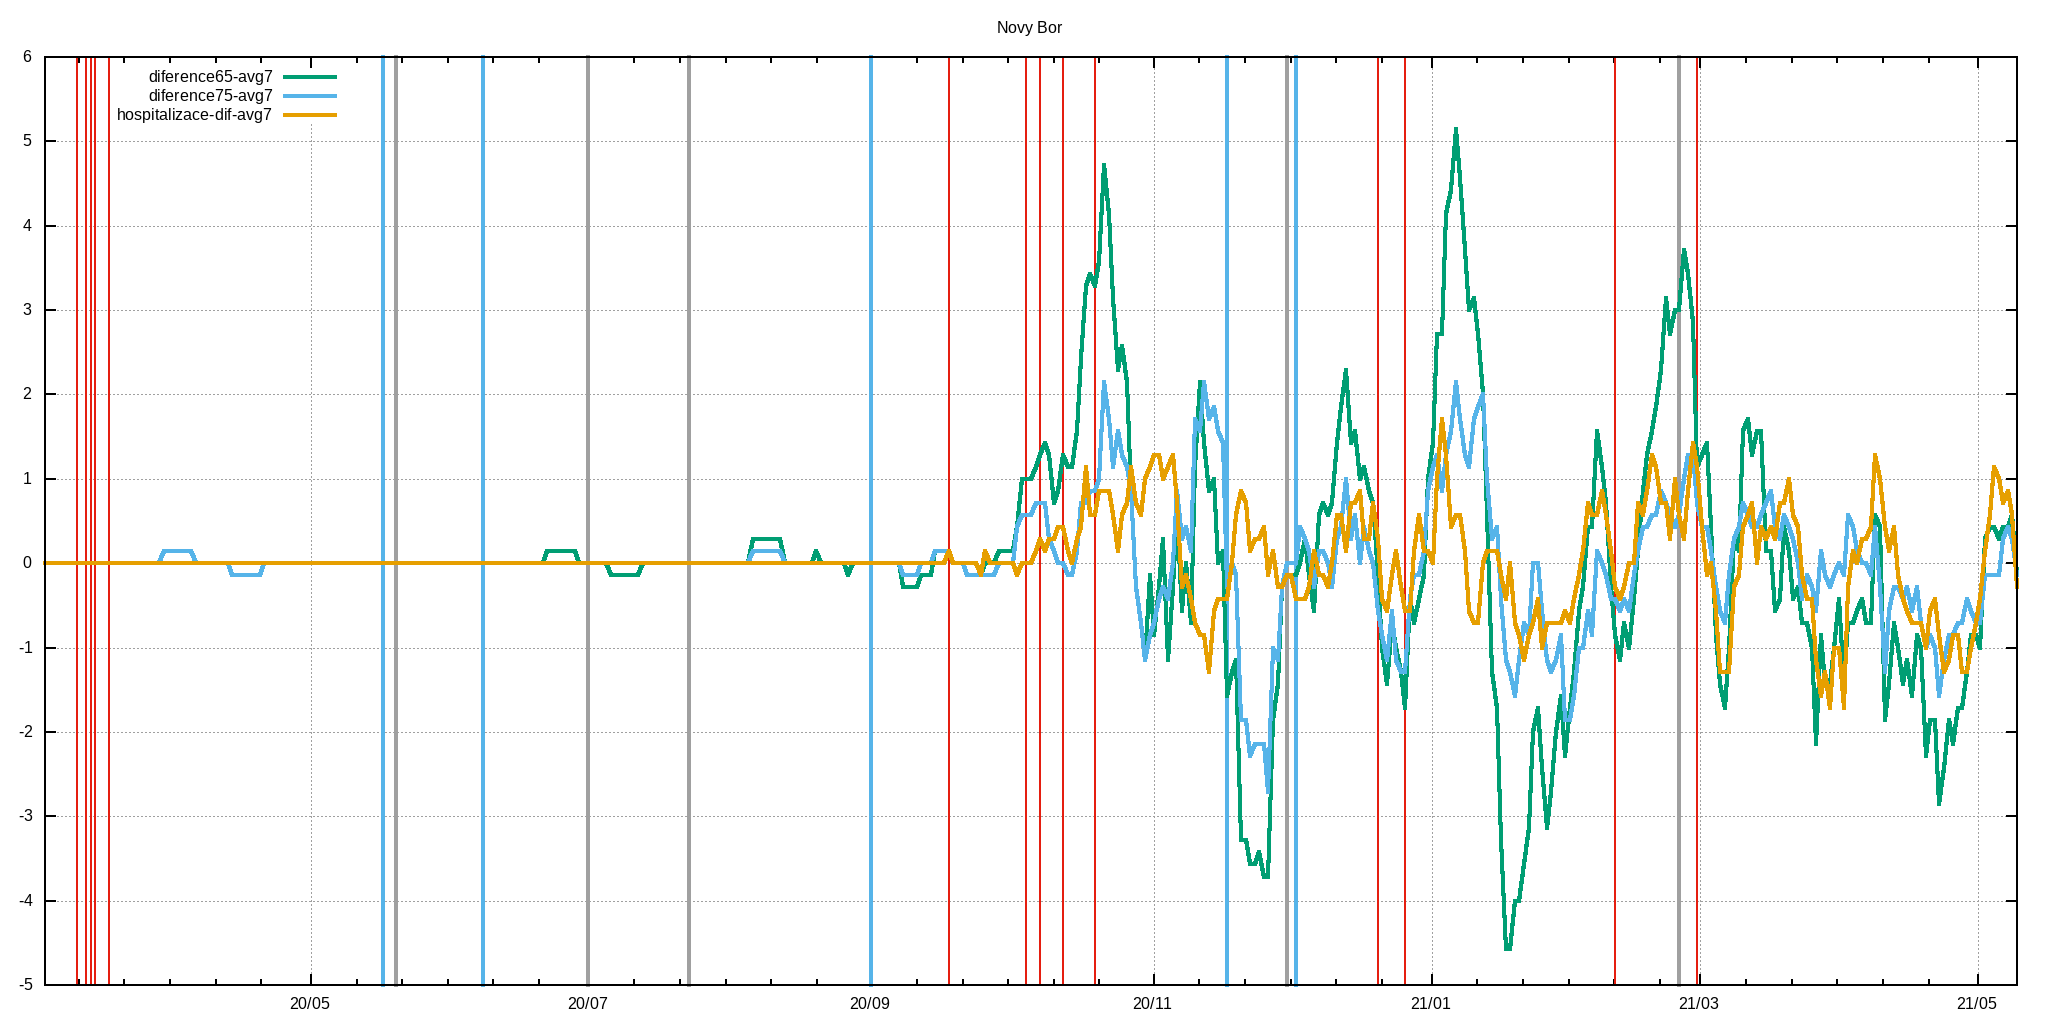 Novy Bor
diference65-avg7
diference75-avg7
hospitalizace-dif-avg7
6
5
4
3
2
1
0
-1
-2
-3
-4
-5
20/05 20/07 20/09 20/11 21/01 21/03 21/05